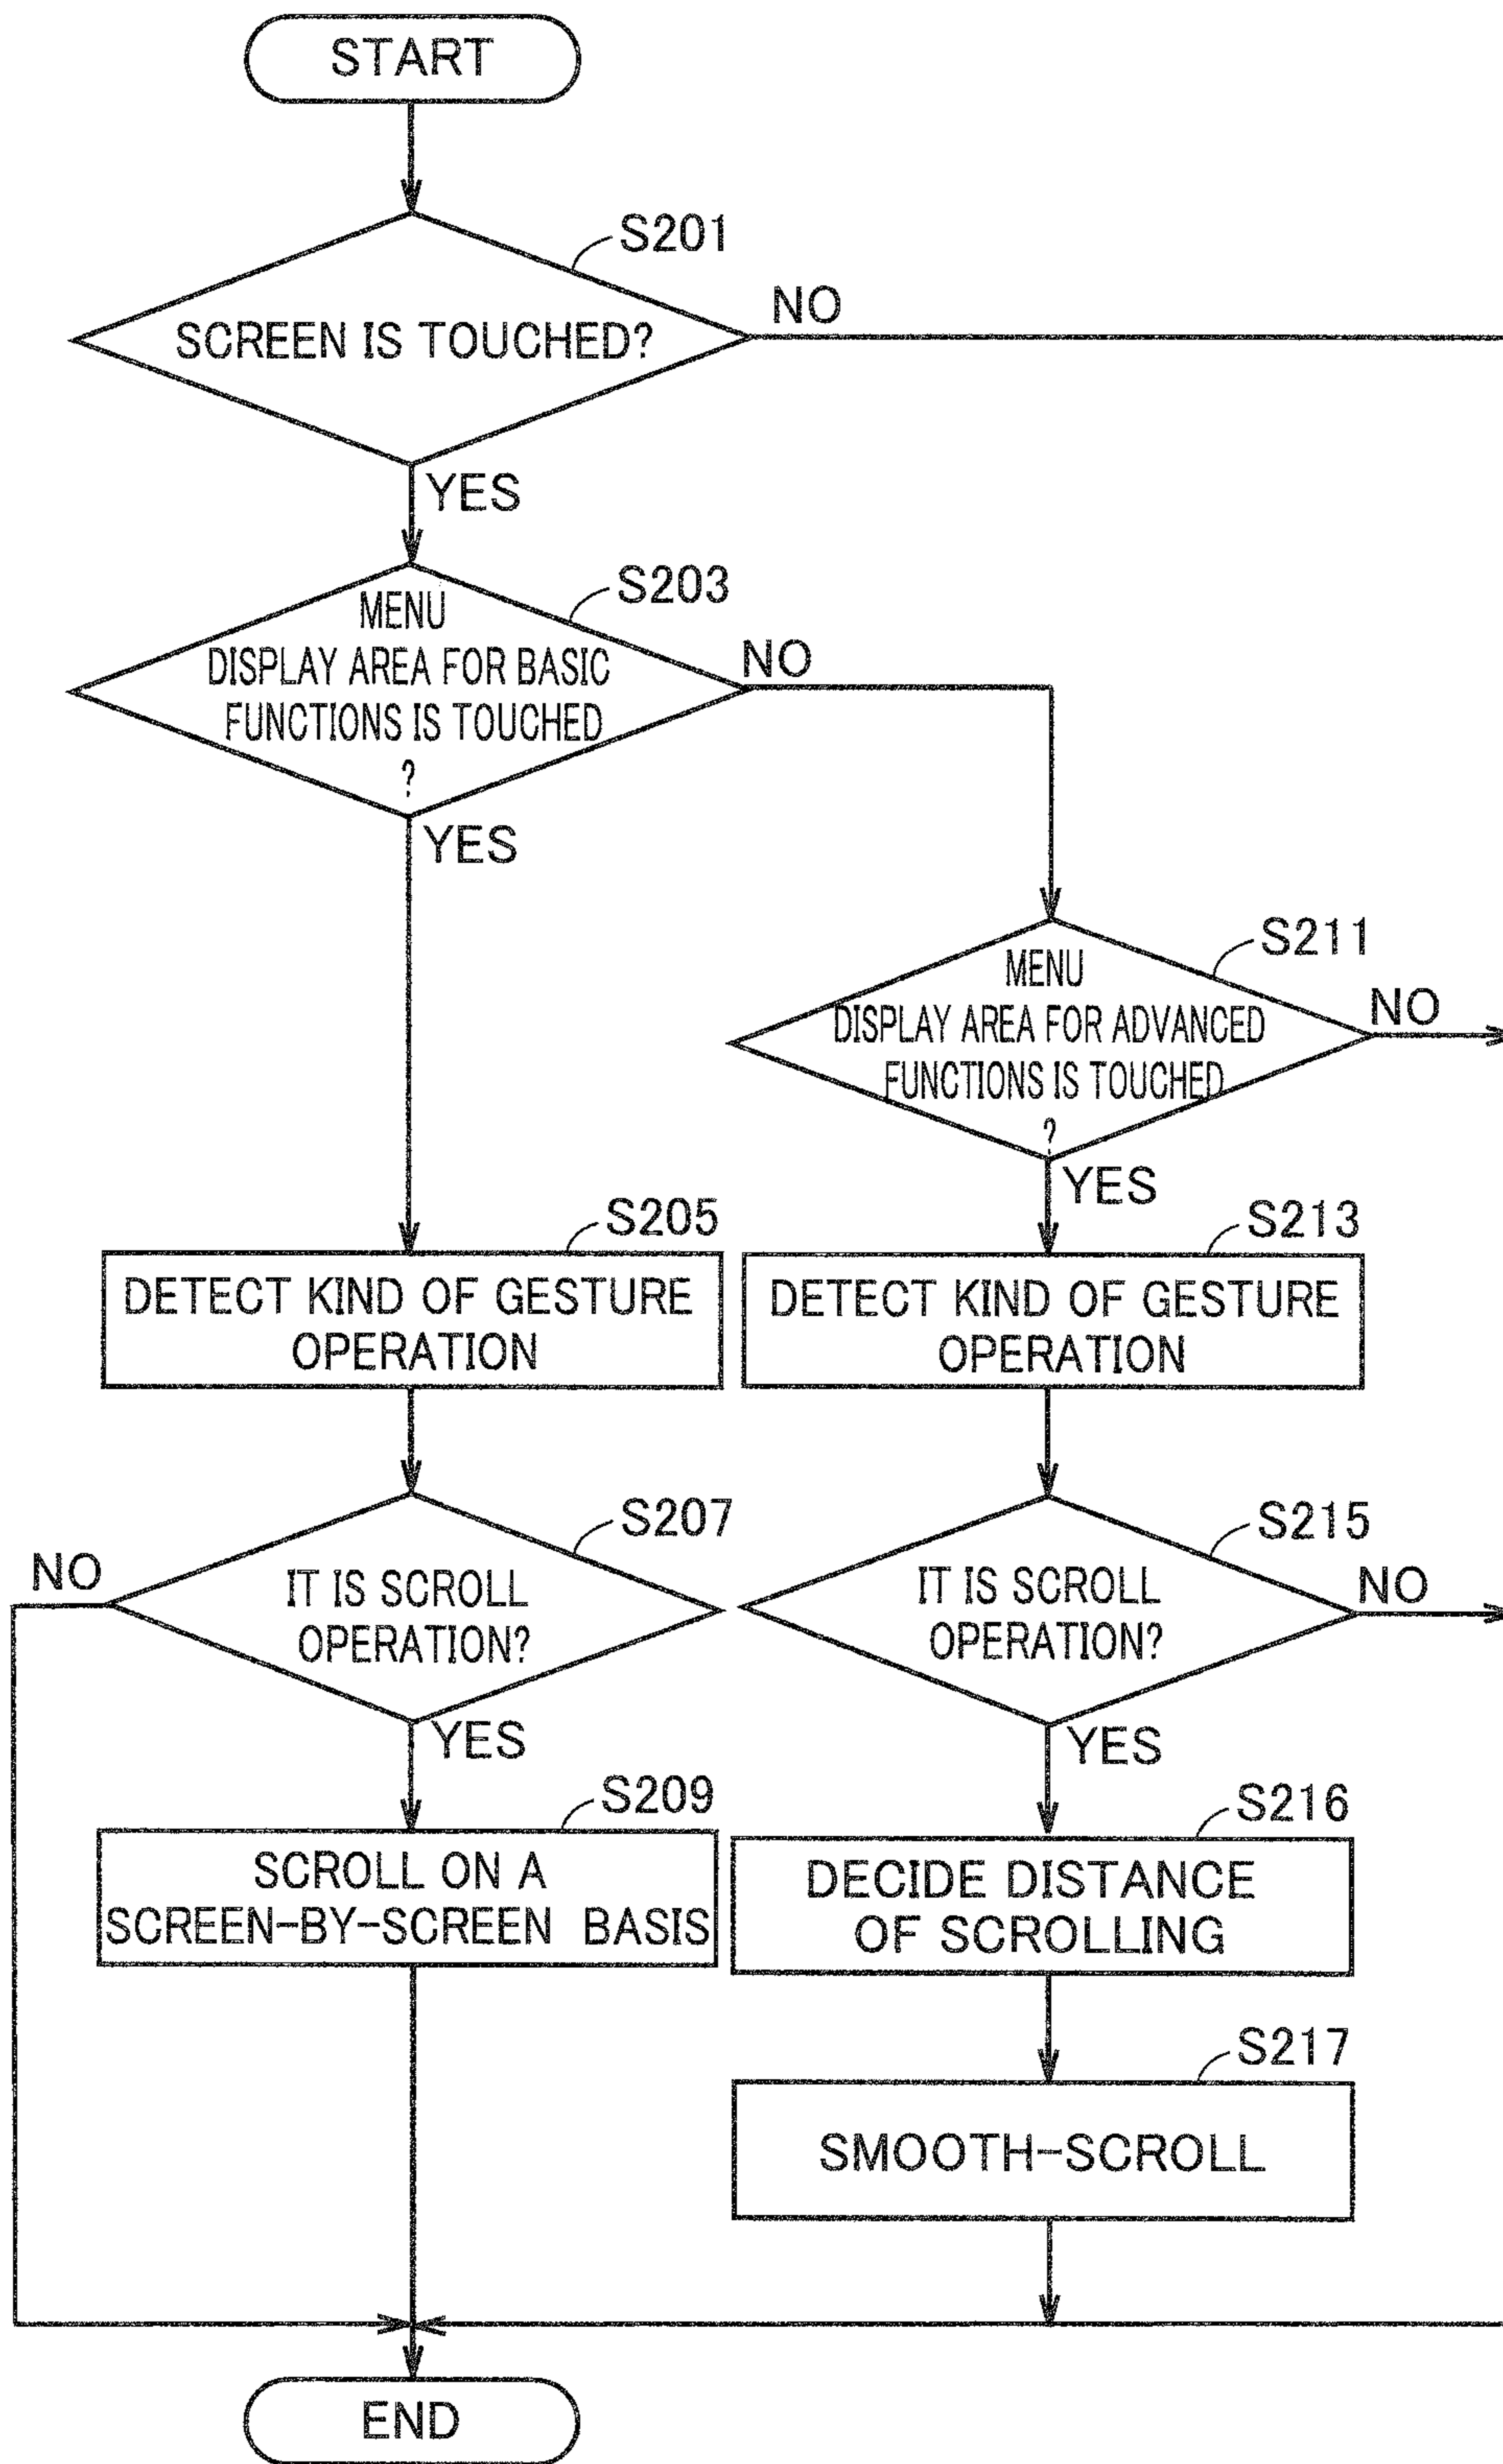 START
S201
SCREEN IS TOUCHED?
NO
YES
S203
MENU
DISPLAY AREA FOR BASIC
FUNCTIONS IS TOUCHED
?
NO
YES
S211
MENU
DISPLAY AREA FOR ADVANCED
FUNCTIONS IS TOUCHED
?
NO
YES
S205
DETECT KIND OF GESTURE
OPERATION
S213
DETECT KIND OF GESTURE
OPERATION
S207
IT IS SCROLL
OPERATION?
NO
YES
S215
IT IS SCROLL
OPERATION?
NO
YES
S209
SCROLL ON A
SCREEN-BY-SCREEN BASIS
S216
DECIDE DISTANCE
OF SCROLLING
S217
SMOOTH-SCROLL
END